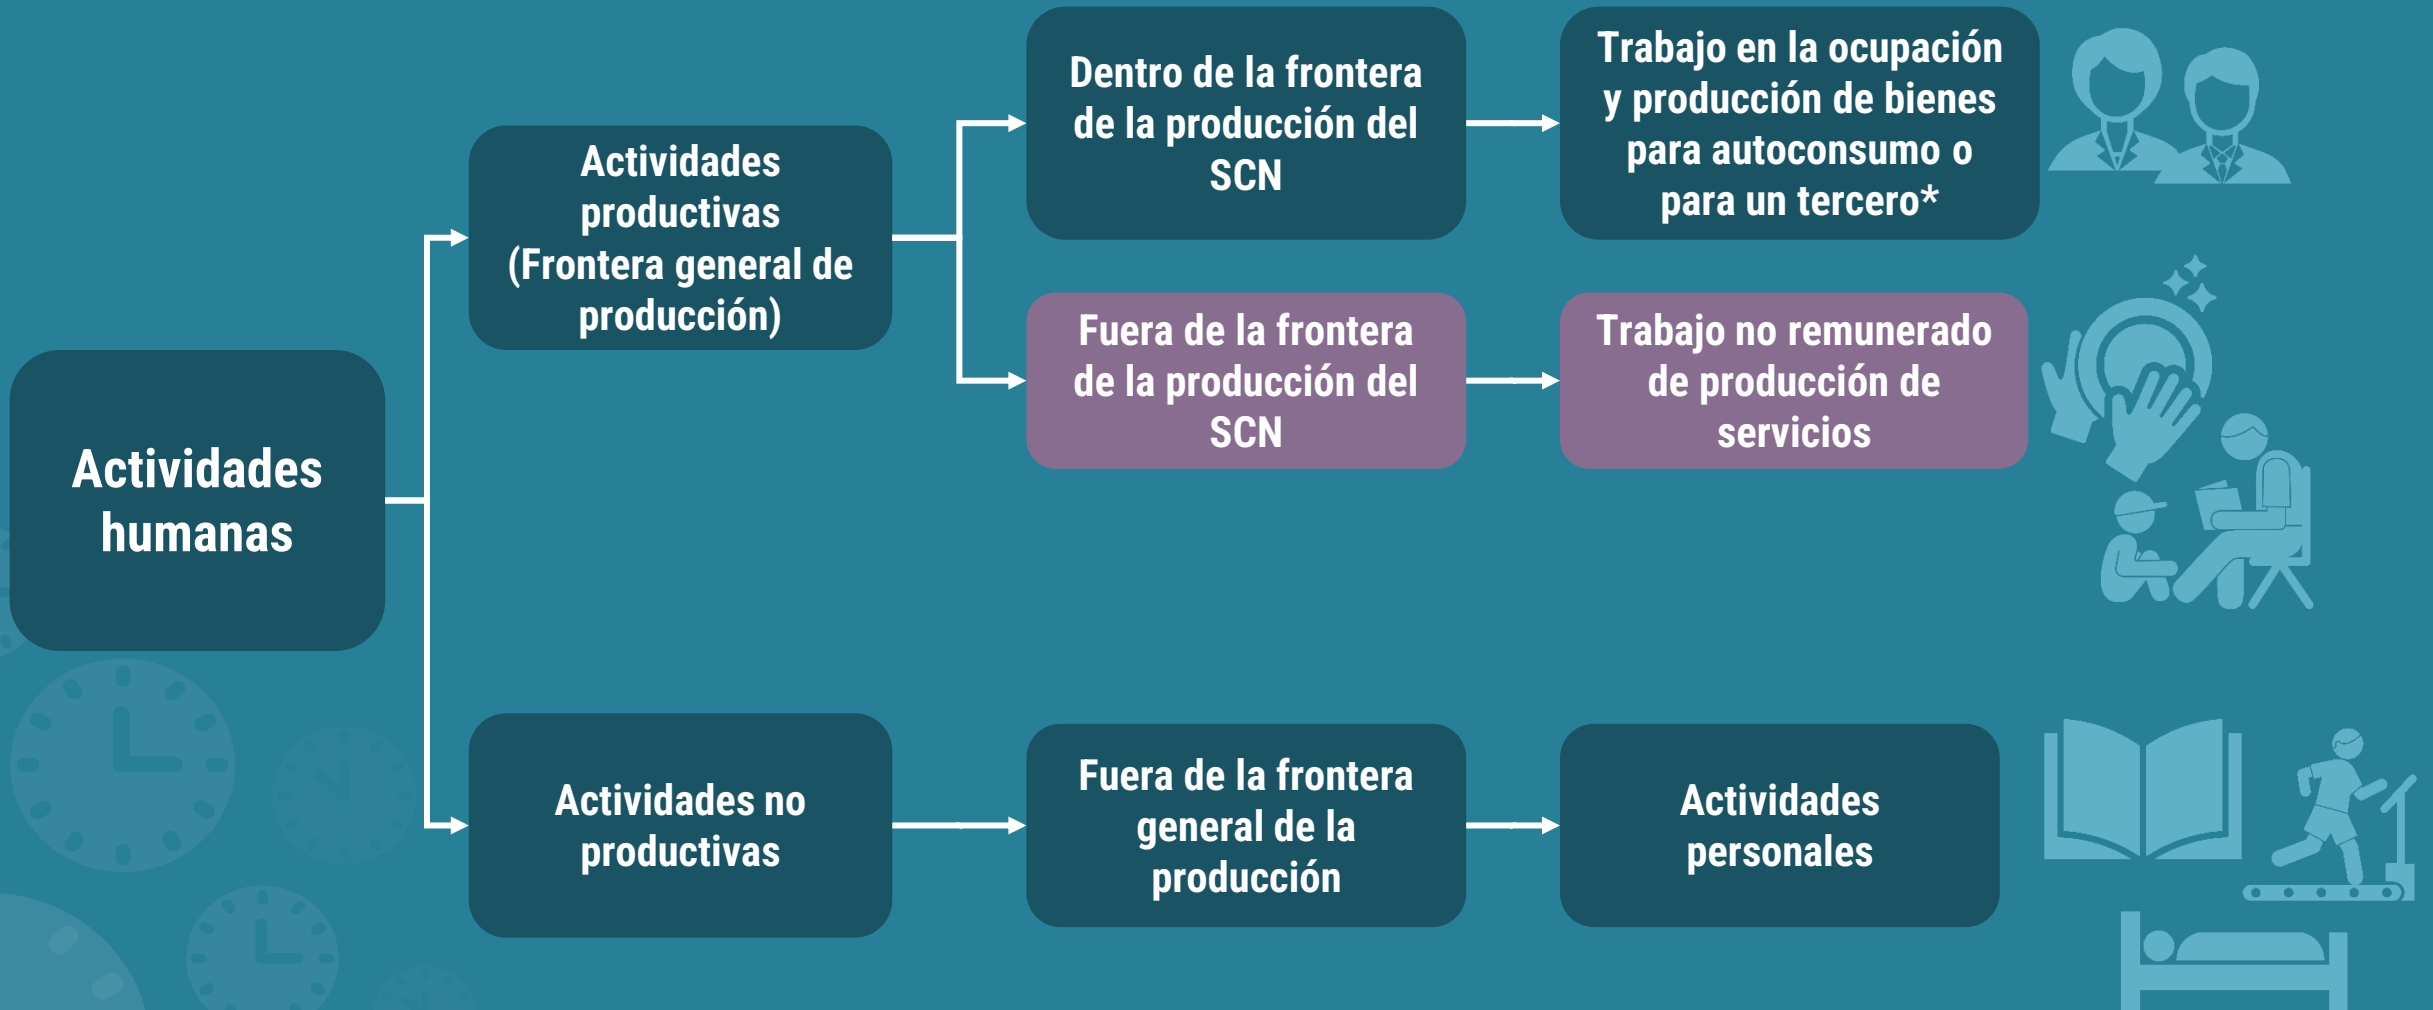 Actividades
humanas
Actividades
productivas
(Frontera general de
producción)
Dentro de la frontera
de la producción del
SCN
Trabajo en la ocupación
y producción de bienes
para autoconsumo o
para un tercero*
Fuera de la frontera
de la producción del
SCN
Trabajo no remunerado
de producción de
servicios
Actividades no
productivas
Fuera de la frontera
general de la
producción
Actividades
personales